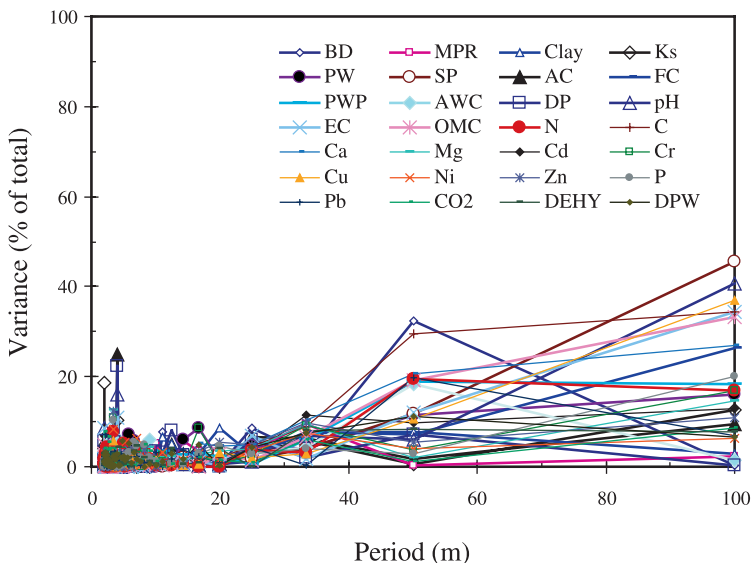 100
80
60
40
20
0
Variance (% of total)
BD MPR Clay Ks
PW SP AC FC
PWP AWC DP pH
EC OMC N C
Ca Mg Cd Cr
Cu Ni Zn P
Pb CO2 DEHY DPW
0 20 40 60 80 100
Period (m)